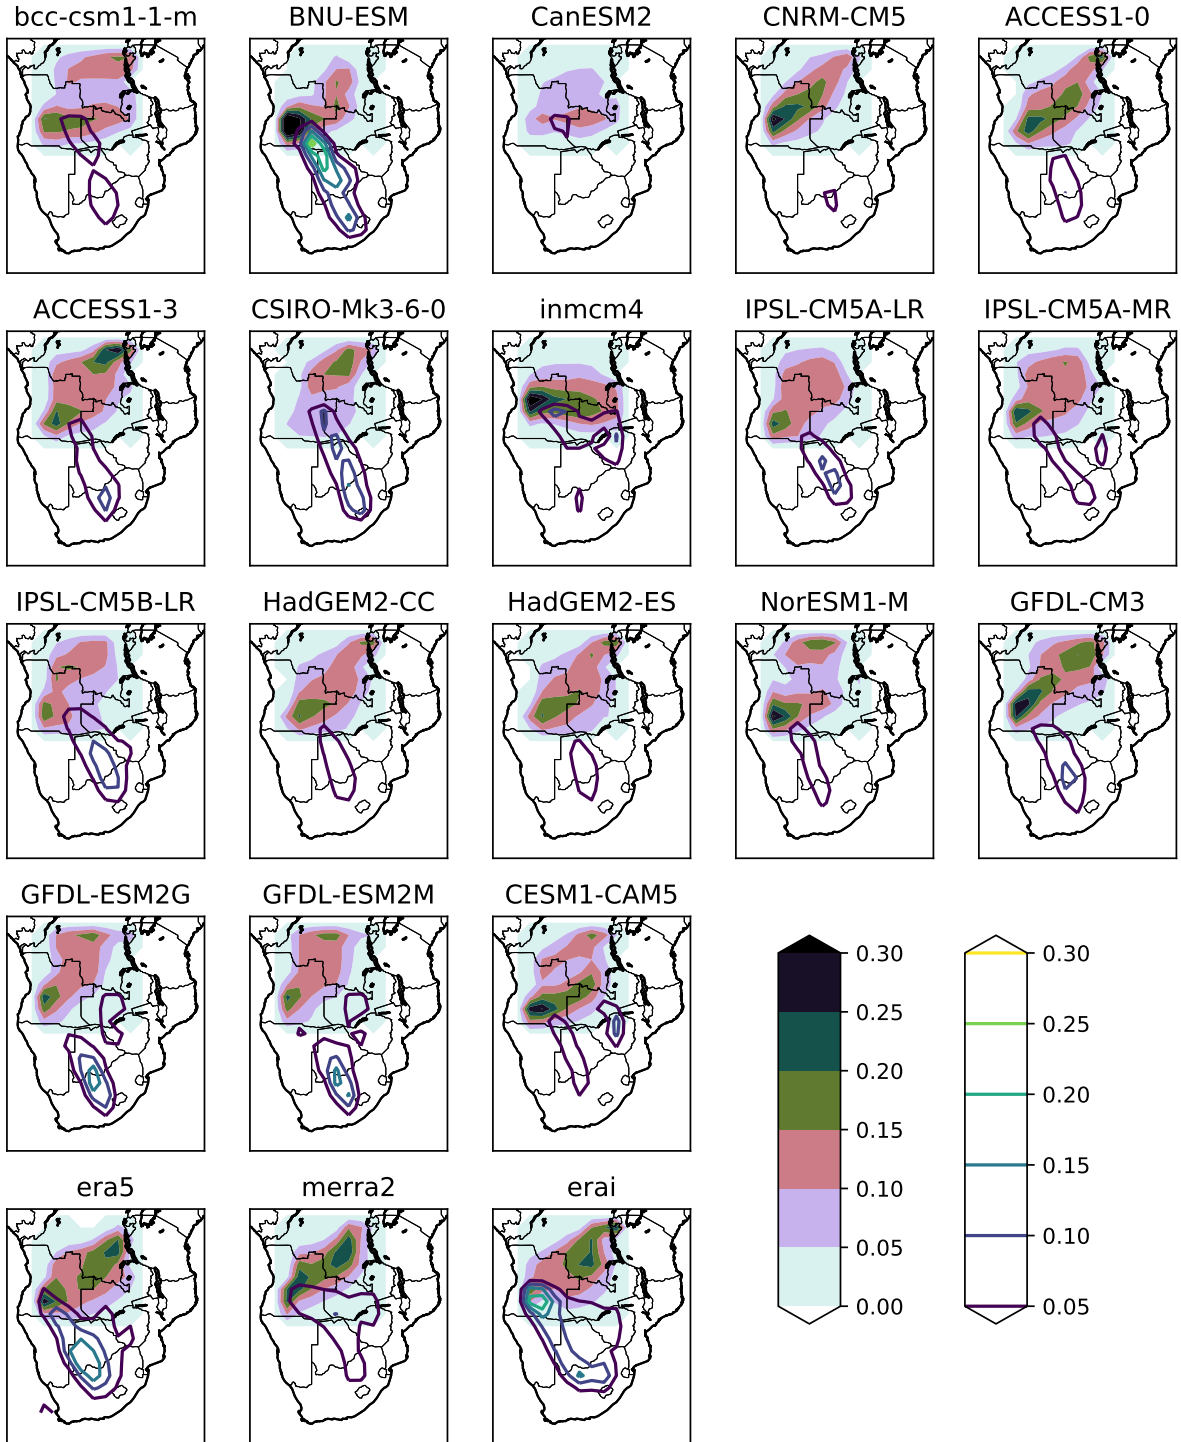 bcc-csm1-1-m
BNU-ESM
CanESM2
CNRM-CM5
ACCESS1-0
ACCESS1-3
CSIRO-Mk3-6-0
inmcm4
IPSL-CM5A-LR
IPSL-CM5A-MR
IPSL-CM5B-LR
HadGEM2-CC
HadGEM2-ES
NorESM1-M
GFDL-CM3
GFDL-ESM2G
GFDL-ESM2M
CESM1-CAM5
era5
merra2
erai
0.30
0.25
0.20
0.15
0.10
0.05
0.00
0.30
0.25
0.20
0.15
0.10
0.05